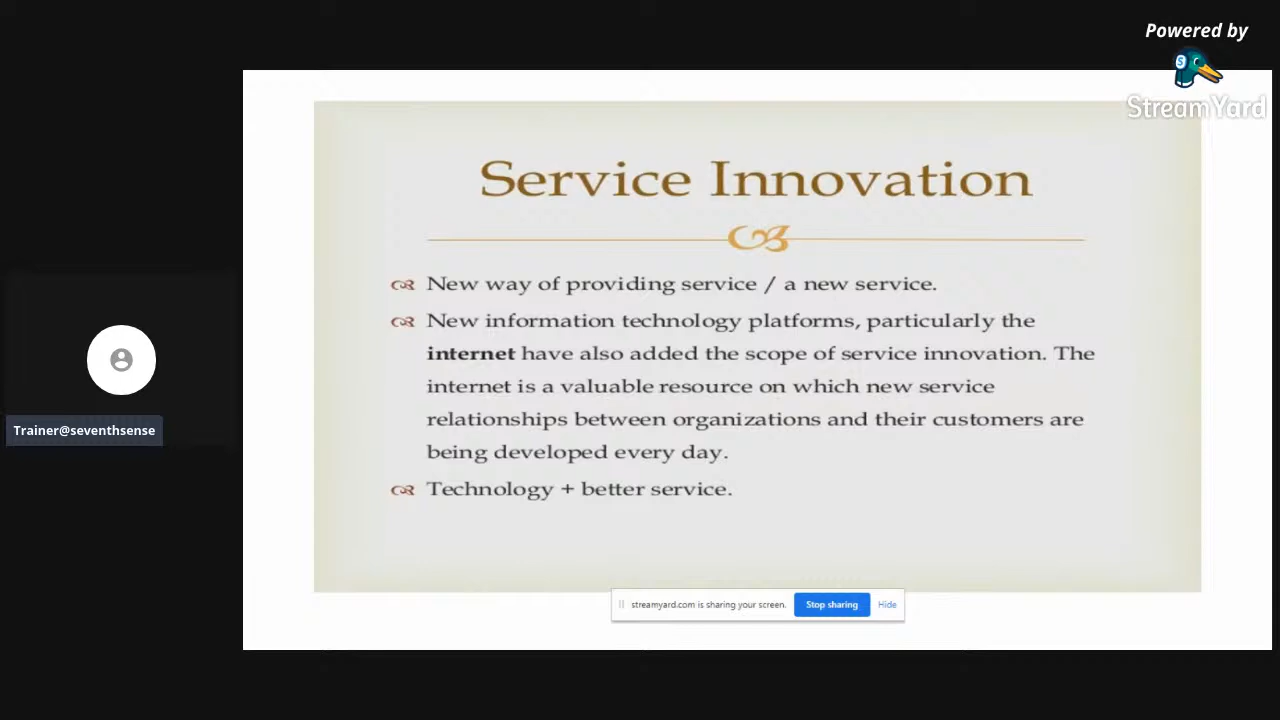 Powered by
StreamYard
Service Innovation
New way of providing service / a new service.
New information technology platforms, particularly the
internet have also added the scope of service innovation. The
internet is a valuable resource on which new service
relationships between organizations and their customers are
being developed every day.
Technology + better service.
Trainer@seventhsense
streamyard.com is sharing your screen.
Stop sharing
Hide